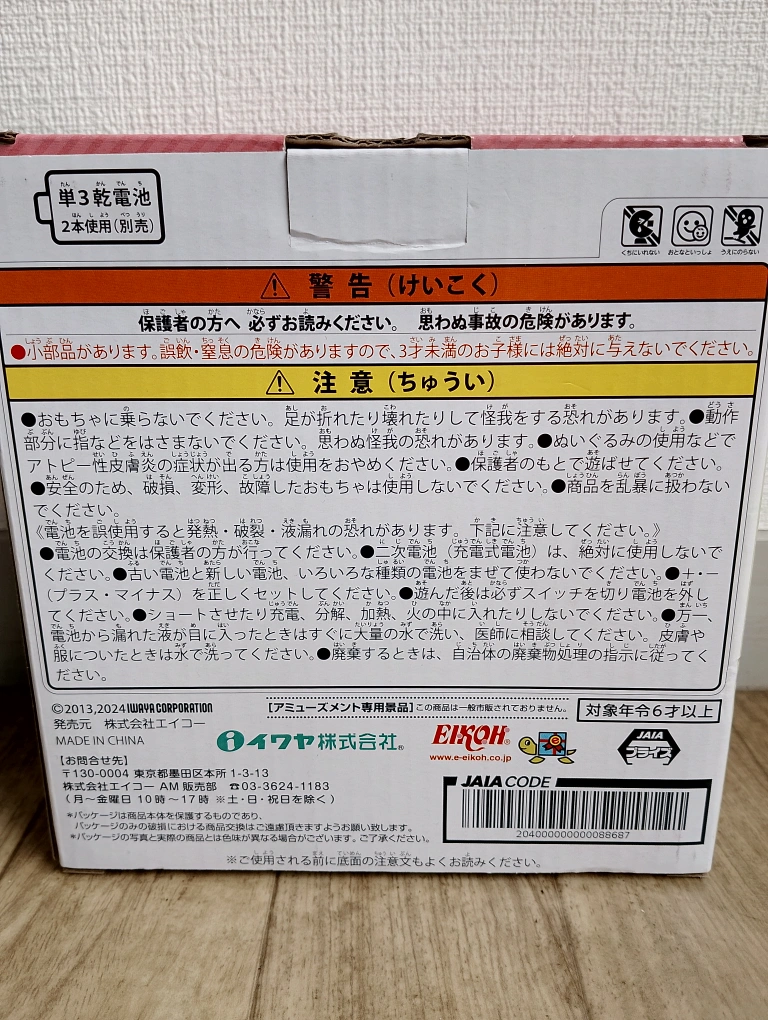 単3乾電池
2本使用(別売)
くちにいれない おとなといっしょ うえにのらない
警告(けいこく)
保護者の方へ 必ずお読みください。 思わぬ事故の危険があります。
●小部品があります。誤飲・窒息の危険がありますので、3才未満のお子様には絶対に与えないでください。
注意(ちゅうい)
●おもちゃに乗らないでください。足が折れたり壊れたりして怪我をする恐れがあります。●動作
部分に指などをはさまないでください。思わぬ怪我の恐れがあります。●ぬいぐるみの使用などで
アトピー性皮膚炎の症状が出る方は使用をおやめください。●保護者のもとで遊ばせてください。
●安全のため、破損、変形、故障したおもちゃは使用しないでください。●商品を乱暴に扱わない
でください。
《電池を誤使用すると発熱・破裂・液漏れの恐れがあります。下記に注意してください。》
●電池の交換は保護者の方が行ってください。●二次電池(充電式電池)は、絶対に使用しないで
ください。●古い電池と新しい電池、いろいろな種類の電池をまぜて使わないでください。●+・−
(プラス・マイナス)を正しくセットしてください。●遊んだ後は必ずスイッチを切り電池を外し
てください。●ショートさせたり充電、分解、加熱、火の中に入れたりしないでください。●万一、
電池から漏れた液が目に入ったときはすぐに大量の水で洗い、医師に相談してください。皮膚や
服についたときは水で洗ってください。●廃棄するときは、自治体の廃棄物処理の指示に従ってく
ださい。
©2013,2024 IWAYA CORPORATION
発売元 株式会社エイコー
MADE IN CHINA
【アミューズメント専用景品】この商品は一般市販されておりません。
対象年令6才以上
イワヤ株式会社®
EIKOH
www.e-eikoh.co.jp
JAIA
プライズ
【お問合せ先】
〒130-0004 東京都墨田区本所 1-3-13
株式会社エイコー AM 販売部 ☎03-3624-1183
(月〜金曜日 10時〜17時 ※土・日・祝日を除く)
*パッケージは商品本体を保護するものであり、
パッケージのみの破損における商品交換はご遠慮頂きますようお願い致します。
*パッケージの写真と実際の商品とは色味が異なる場合がございます。ご了承ください。
JAIA CODE
204000000000088687
※ご使用される前に底面の注意文もよくお読みください。